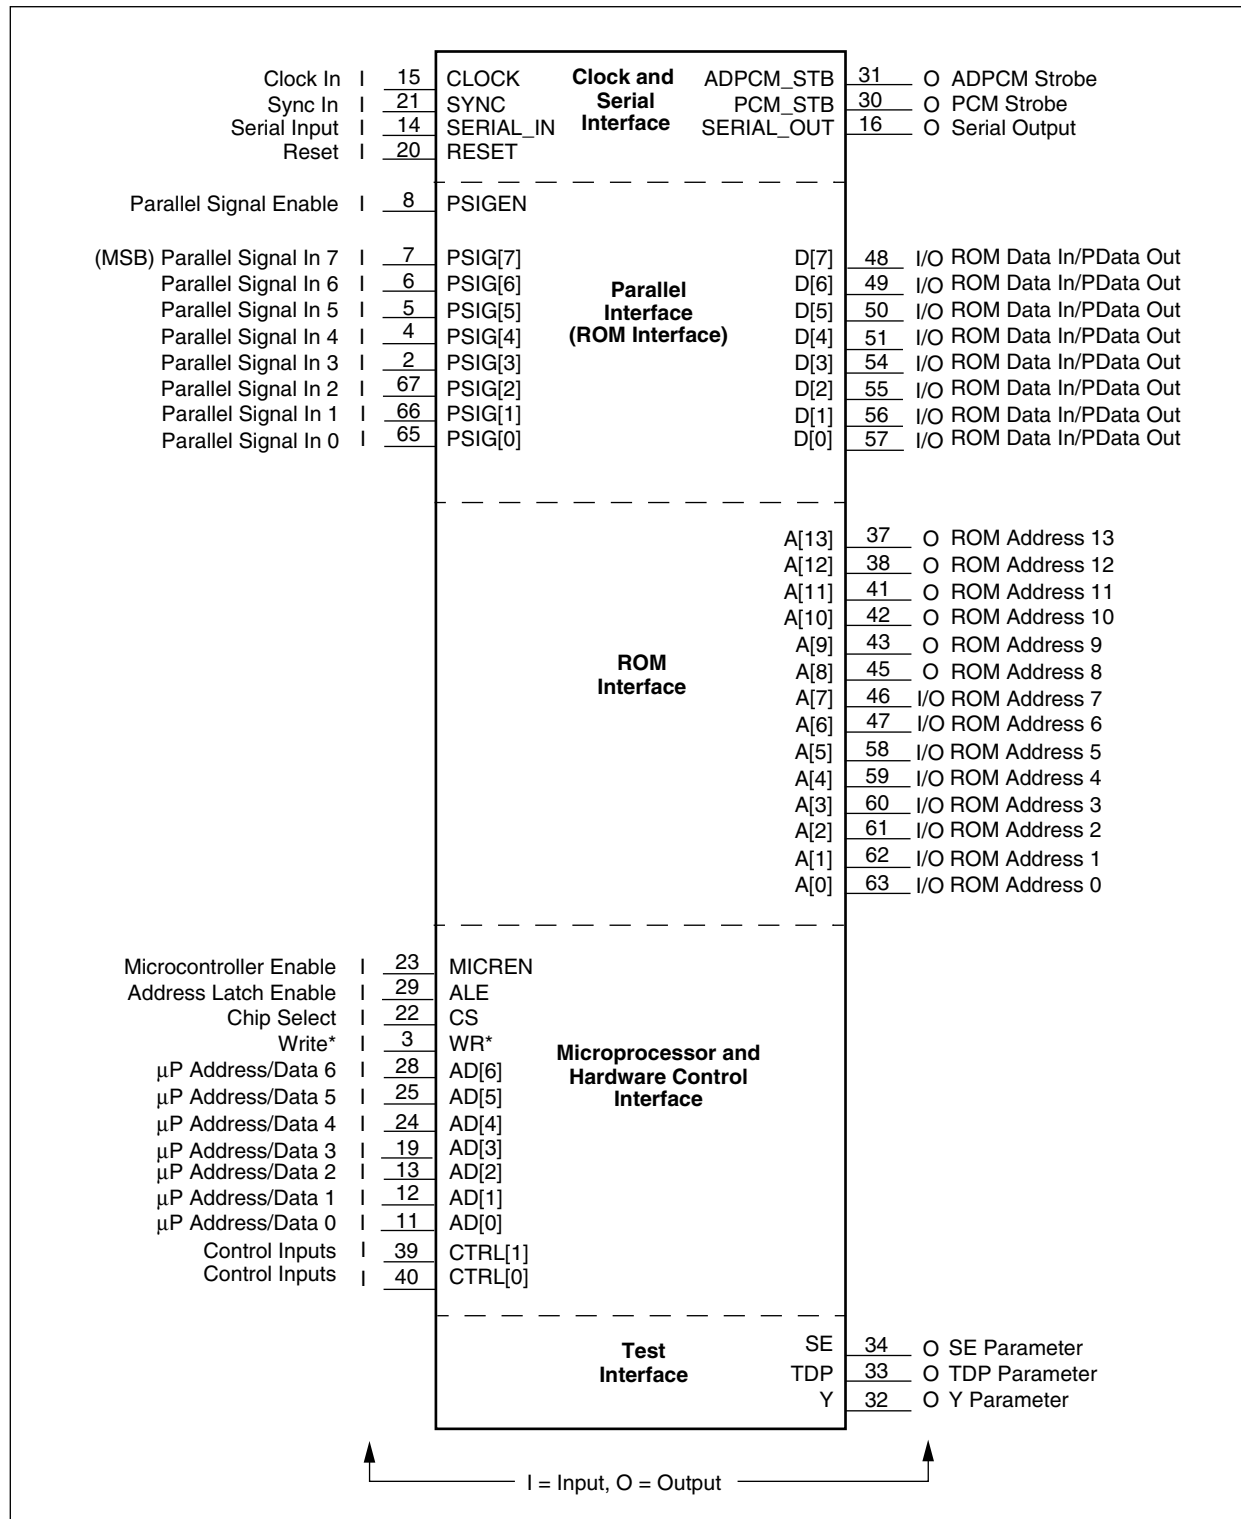 Clock In I 15 CLOCK Clock and ADPCM_STB 31 O ADPCM Strobe
Sync In I 21 SYNC Serial PCM_STB 30 O PCM Strobe
Serial Input I 14 SERIAL_IN Interface SERIAL_OUT 16 O Serial Output
Reset I 20 RESET
Parallel Signal Enable I 8 PSIGEN
(MSB) Parallel Signal In 7 I 7 PSIG[7] D[7] 48 I/O ROM Data In/PData Out
Parallel Signal In 6 I 6 PSIG[6] Parallel D[6] 49 I/O ROM Data In/PData Out
Parallel Signal In 5 I 5 PSIG[5] Interface D[5] 50 I/O ROM Data In/PData Out
Parallel Signal In 4 I 4 PSIG[4] (ROM Interface) D[4] 51 I/O ROM Data In/PData Out
Parallel Signal In 3 I 2 PSIG[3] D[3] 54 I/O ROM Data In/PData Out
Parallel Signal In 2 I 67 PSIG[2] D[2] 55 I/O ROM Data In/PData Out
Parallel Signal In 1 I 66 PSIG[1] D[1] 56 I/O ROM Data In/PData Out
Parallel Signal In 0 I 65 PSIG[0] D[0] 57 I/O ROM Data In/PData Out
A[13] 37 O ROM Address 13
A[12] 38 O ROM Address 12
A[11] 41 O ROM Address 11
A[10] 42 O ROM Address 10
A[9] 43 O ROM Address 9
ROM A[8] 45 O ROM Address 8
Interface A[7] 46 I/O ROM Address 7
A[6] 47 I/O ROM Address 6
A[5] 58 I/O ROM Address 5
A[4] 59 I/O ROM Address 4
A[3] 60 I/O ROM Address 3
A[2] 61 I/O ROM Address 2
A[1] 62 I/O ROM Address 1
A[0] 63 I/O ROM Address 0
Microcontroller Enable I 23 MICREN
Address Latch Enable I 29 ALE
Chip Select I 22 CS
Write* I 3 WR* Microprocessor and
µP Address/Data 6 I 28 AD[6] Hardware Control
µP Address/Data 5 I 25 AD[5] Interface
µP Address/Data 4 I 24 AD[4]
µP Address/Data 3 I 19 AD[3]
µP Address/Data 2 I 13 AD[2]
µP Address/Data 1 I 12 AD[1]
µP Address/Data 0 I 11 AD[0]
Control Inputs I 39 CTRL[1]
Control Inputs I 40 CTRL[0]
Test SE 34 O SE Parameter
Interface TDP 33 O TDP Parameter
Y 32 O Y Parameter
I = Input, O = Output